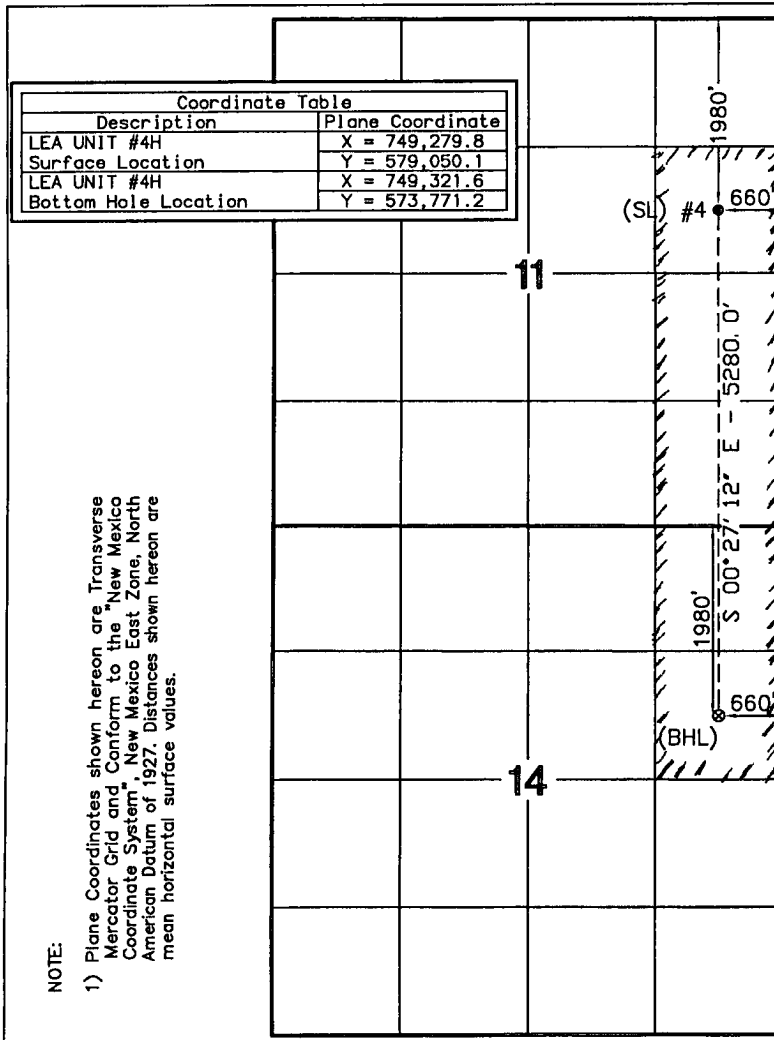 Coordinate Table
Description Plane Coordinate
LEA UNIT #4H X = 749,279.8
Surface Location Y = 579,050.1
LEA UNIT #4H X = 749,321.6
Bottom Hole Location Y = 573,771.2
1980'
(SL) #4 660'
11
S 00°27'12" E - 5280.0'
1980'
660'
(BHL)
14
NOTE:
1) Plane Coordinates shown hereon are Transverse
Mercator Grid and Conform to the "New Mexico
Coordinate System", New Mexico East Zone, North
American Datum of 1927. Distances shown hereon are
mean horizontal surface values.